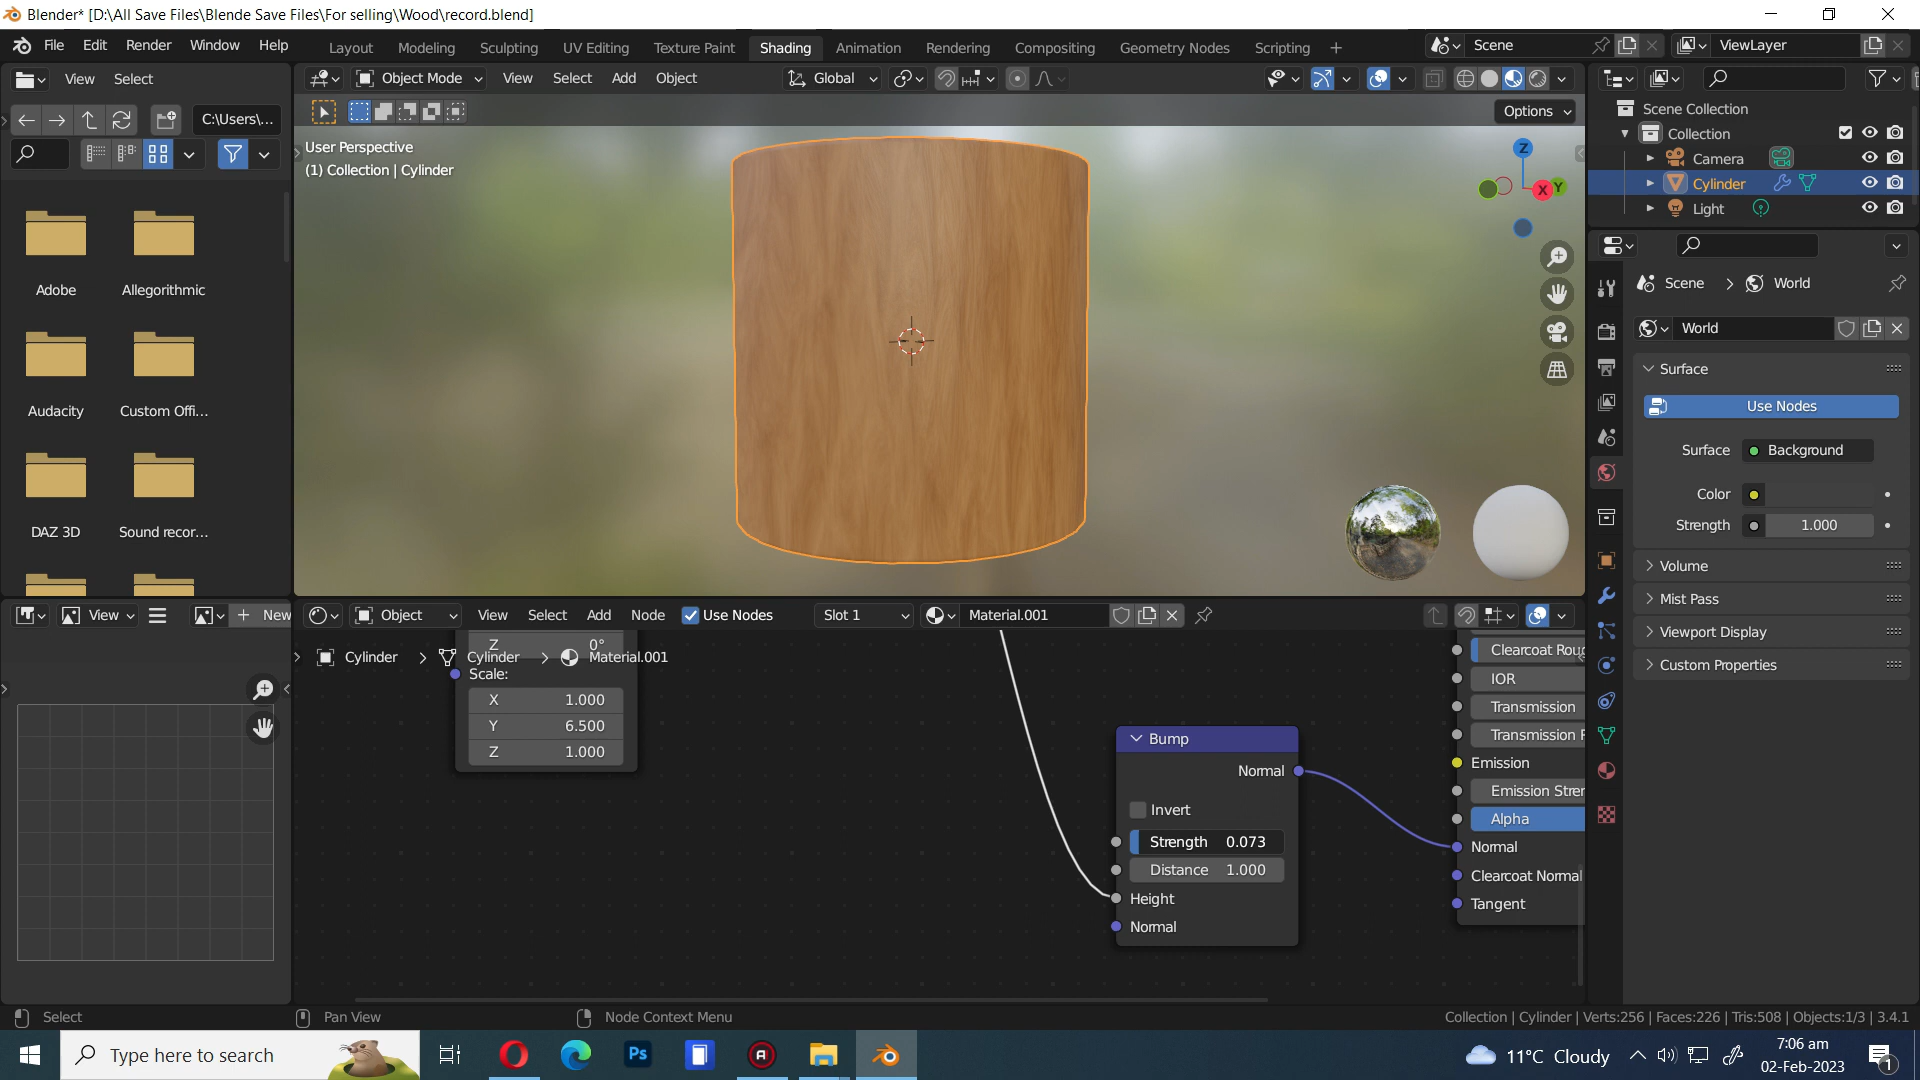 Blender* [D:\All Save Files\Blende Save Files\For selling\Wood\record.blend]
File Edit Render Window Help Layout Modeling Sculpting UV Editing Texture Paint Shading Animation Rendering Compositing Geometry Nodes Scripting + Scene ViewLayer
View Select
Object Mode View Select Add Object Global
C:\Users\...
Options
User Perspective
(1) Collection | Cylinder
Z
X
Y
Adobe
Allegorithmic
Audacity
Custom Offi...
DAZ 3D
Sound recor...
Scene Collection
Collection
Camera
Cylinder
Light
Scene > World
World
Surface
Use Nodes
Surface Background
Color
Strength 1.000
Volume
Mist Pass
Viewport Display
Custom Properties
View + New
Object View Select Add Node Use Nodes Slot 1 Material.001
Z 0°
Cylinder > Cylinder > Material.001
Scale:
X 1.000
Y 6.500
Z 1.000
Bump
Normal
Invert
Strength 0.073
Distance 1.000
Height
Normal
Clearcoat Roug
IOR
Transmission
Transmission R
Emission
Emission Stren
Alpha
Normal
Clearcoat Normal
Tangent
Select Pan View Node Context Menu Collection | Cylinder | Verts:256 | Faces:226 | Tris:508 | Objects:1/3 | 3.4.1
Type here to search
Ps
11°C Cloudy
7:06 am
02-Feb-2023
1